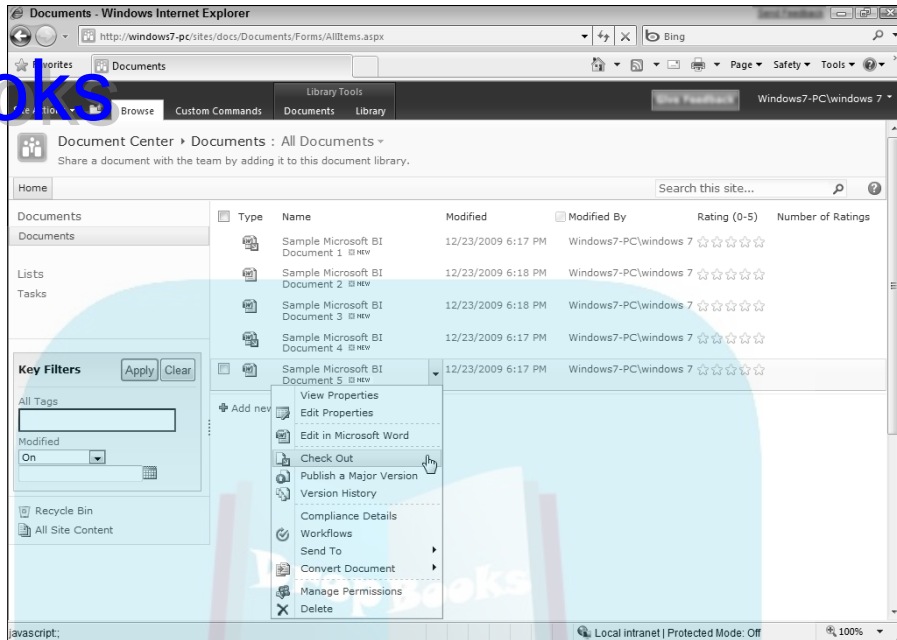 Documents - Windows Internet Explorer
http://windows7-pc/sites/docs/Documents/Forms/AllItems.aspx
Bing
Favorites Documents Page Safety Tools
oks
Library Tools
Browse Custom Commands Documents Library Give Feedback Windows7-PC\windows 7
Document Center Documents : All Documents
Share a document with the team by adding it to this document library.
Home Search this site...
Documents
Documents
Lists
Tasks
Key Filters Apply Clear
All Tags
Modified
On
Recycle Bin
All Site Content
Type Name Modified Modified By Rating (0-5) Number of Ratings
Sample Microsoft BI 12/23/2009 6:17 PM Windows7-PC\windows 7
Document 1 NEW
Sample Microsoft BI 12/23/2009 6:18 PM Windows7-PC\windows 7
Document 2 NEW
Sample Microsoft BI 12/23/2009 6:18 PM Windows7-PC\windows 7
Document 3 NEW
Sample Microsoft BI 12/23/2009 6:17 PM Windows7-PC\windows 7
Document 4 NEW
Sample Microsoft BI 12/23/2009 6:17 PM Windows7-PC\windows 7
Document 5 NEW
Add new
View Properties
Edit Properties
Edit in Microsoft Word
Check Out
Publish a Major Version
Version History
Compliance Details
Workflows
Send To
Convert Document
Manage Permissions
Delete
DropBooks
javascript:; Local intranet | Protected Mode: Off 100%